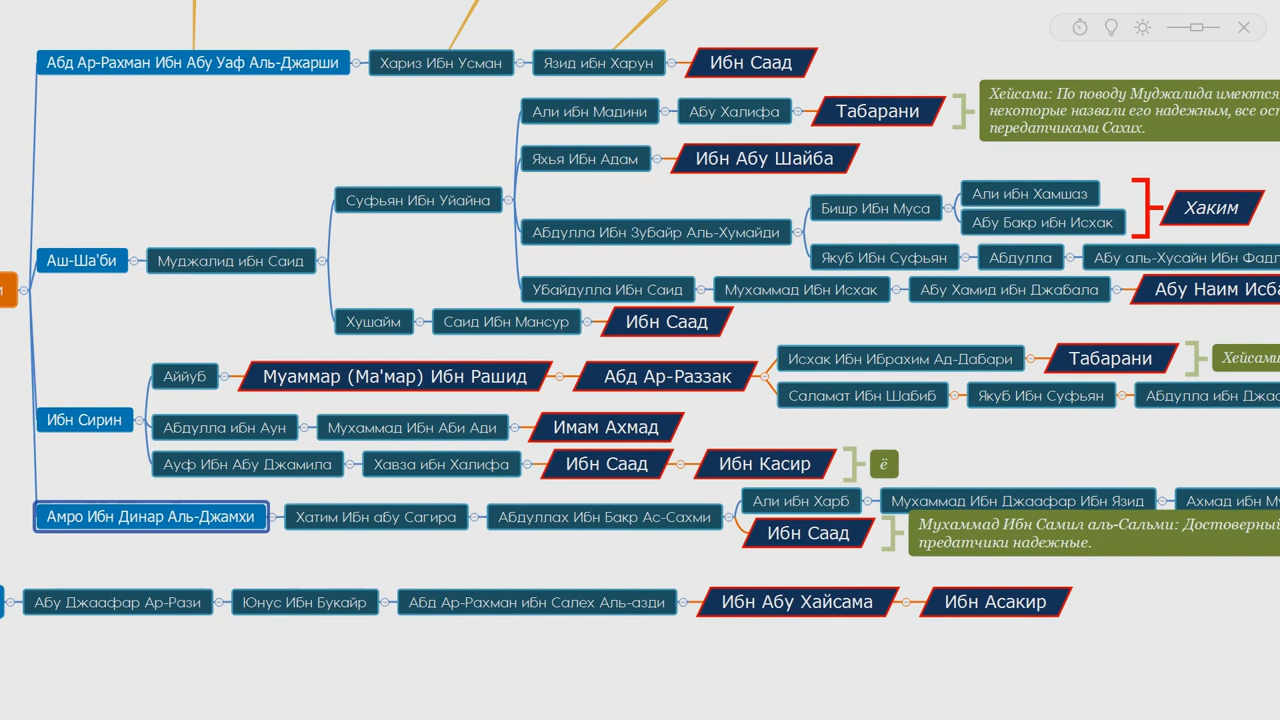 Абд Ар-Рахман Ибн Абу Уаф Аль-Джарши
Хариз Ибн Усман
Язид ибн Харун
Ибн Саад
Али ибн Мадини
Абу Халифа
Табарани
Хейсами: По поводу Муджалида имеются
некоторые назвали его надежным, все
передатчиками Сахих.
Яхья Ибн Адам
Ибн Абу Шайба
Суфьян Ибн Уйайна
Абдулла Ибн Зубайр Аль-Хумайди
Бишр Ибн Муса
Али ибн Хамшаз
Абу Бакр ибн Исхак
Хаким
Якуб Ибн Суфьян
Абдулла
Абу аль-Хусайн Ибн
Аш-Ша'би
Муджалид ибн Саид
Убайдулла Ибн Саид
Мухаммад Ибн Исхак
Абу Хамид ибн Джабала
Абу Наим
Хушайм
Саид Ибн Мансур
Ибн Саад
Ибн Сирин
Аййуб
Муаммар (Ма'мар) Ибн Рашид
Абд Ар-Раззак
Исхак Ибн Ибрахим Ад-Дабари
Табарани
Хейсами
Саламат Ибн Шабиб
Якуб Ибн Суфьян
Абдулла ибн
Абдулла ибн Аун
Мухаммад Ибн Аби Ади
Имам Ахмад
Ауф Ибн Абу Джамила
Хавза ибн Халифа
Ибн Саад
Ибн Касир
ё
Амро Ибн Динар Аль-Джамхи
Хатим Ибн абу Сагира
Абдуллах Ибн Бакр Ас-Сахми
Али ибн Харб
Мухаммад Ибн Джаафар Ибн Язид
Ахмад ибн
Ибн Саад
Мухаммад Ибн Самил аль-Сальми: Достоверный
предатчики надежные.
Абу Джаафар Ар-Рази
Юнус Ибн Букайр
Абд Ар-Рахман ибн Салех Аль-азди
Ибн Абу Хайсама
Ибн Асакир